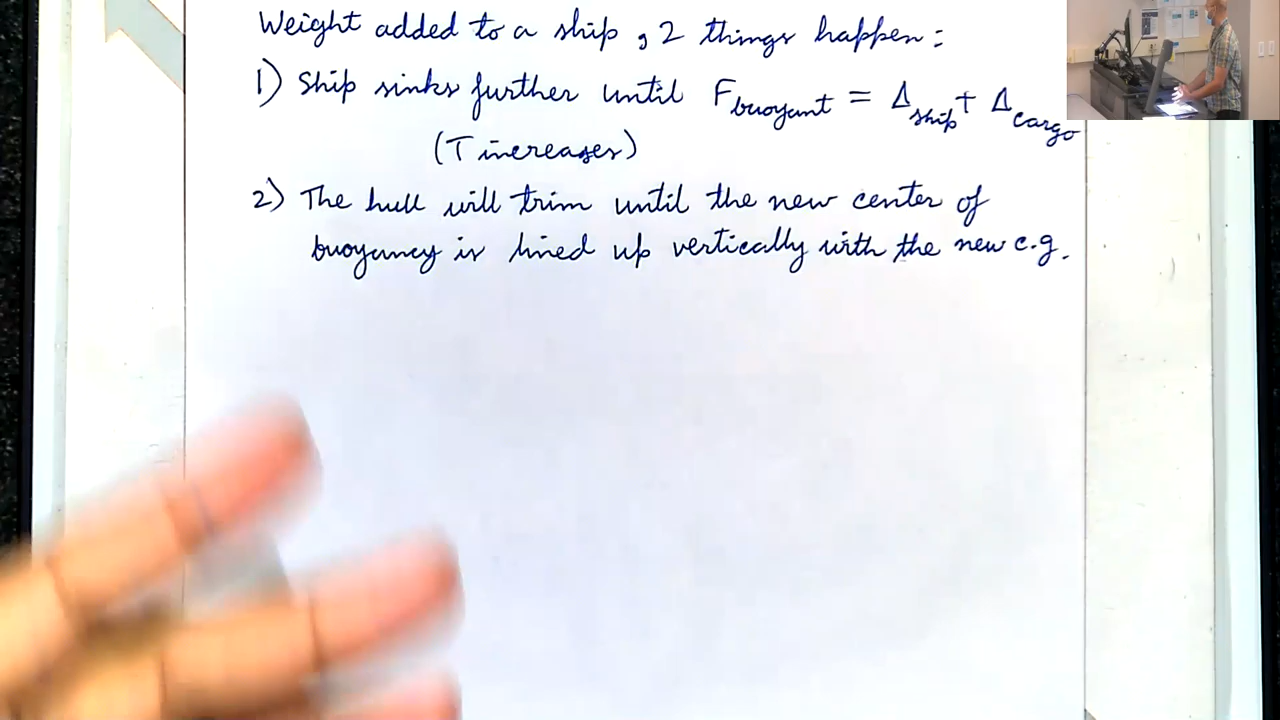 Weight added to a ship, 2 things happen:
1) Ship sinks further until F buoyant = Δ ship + Δ cargo
(T increases)
2) The hull will trim until the new center of
buoyancy is lined up vertically with the new c.g.